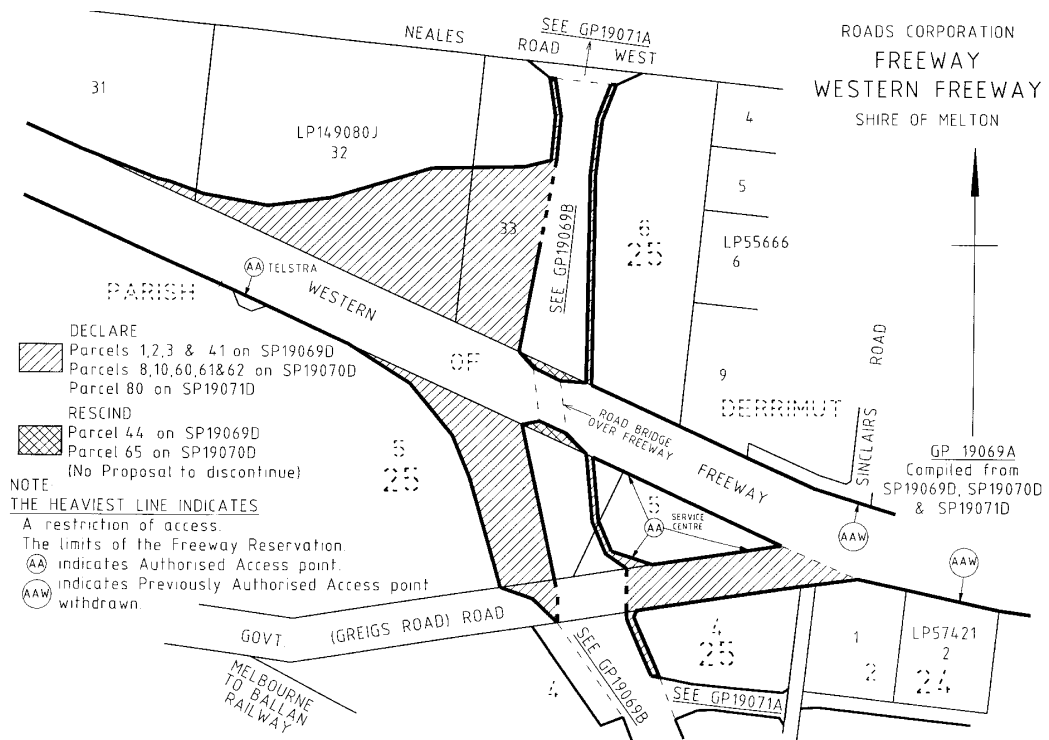 ROADS CORPORATION
FREEWAY
WESTERN FREEWAY
SHIRE OF MELTON
SEE GP19071A
NEALES ROAD WEST
31
LP149080J
32
33
SEE GP19069B
6
25
4
5
LP55666
6
9
AA TELSTRA
WESTERN
PARISH
OF
DERRIMUT
ROAD BRIDGE
OVER FREEWAY
FREEWAY
SINCLAIRS ROAD
GP 19069A
Compiled from
SP19069D, SP19070D
& SP19071D
DECLARE
Parcels 1,2,3 & 41 on SP19069D
Parcels 8,10,60,61&62 on SP19070D
Parcel 80 on SP19071D
RESCIND
Parcel 44 on SP19069D
Parcel 65 on SP19070D
(No Proposal to discontinue)
NOTE
THE HEAVIEST LINE INDICATES
A restriction of access.
The limits of the Freeway Reservation.
AA indicates Authorised Access point.
AAW indicates Previously Authorised Access point
withdrawn.
5
25
5
AA
SERVICE
CENTRE
AAW
AAW
GOVT. (GREIGS ROAD) ROAD
MELBOURNE
TO BALLAN
RAILWAY
4
SEE GP19069B
4
25
SEE GP19071A
1
2
LP57421
2
24